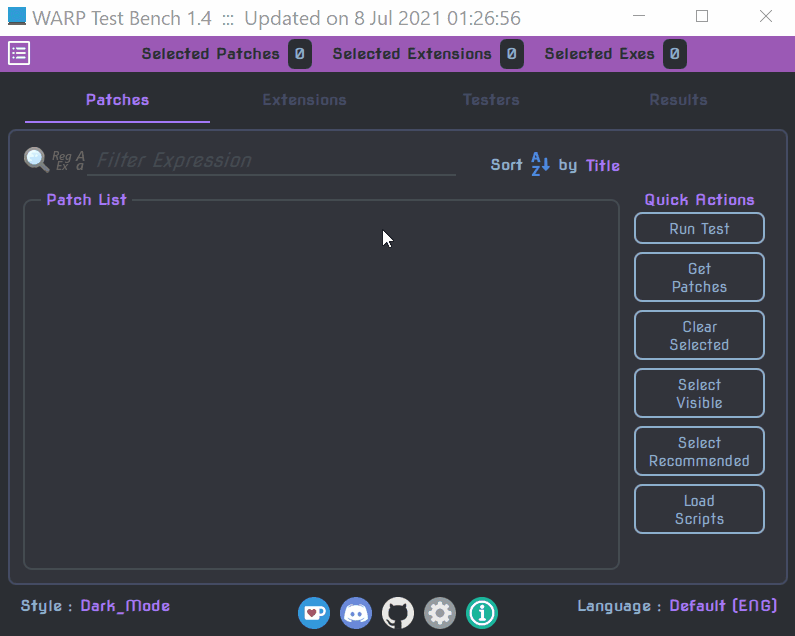 WARP Test Bench 1.4 ::: Updated on 8 Jul 2021 01:26:56
Selected Patches 0 Selected Extensions 0 Selected Exes 0
Patches Extensions Testers Results
Reg Ex A a Filter Expression Sort A Z by Title
Patch List Quick Actions
Run Test
Get
Patches
Clear
Selected
Select
Visible
Select
Recommended
Load
Scripts
Style : Dark_Mode Language : Default (ENG)